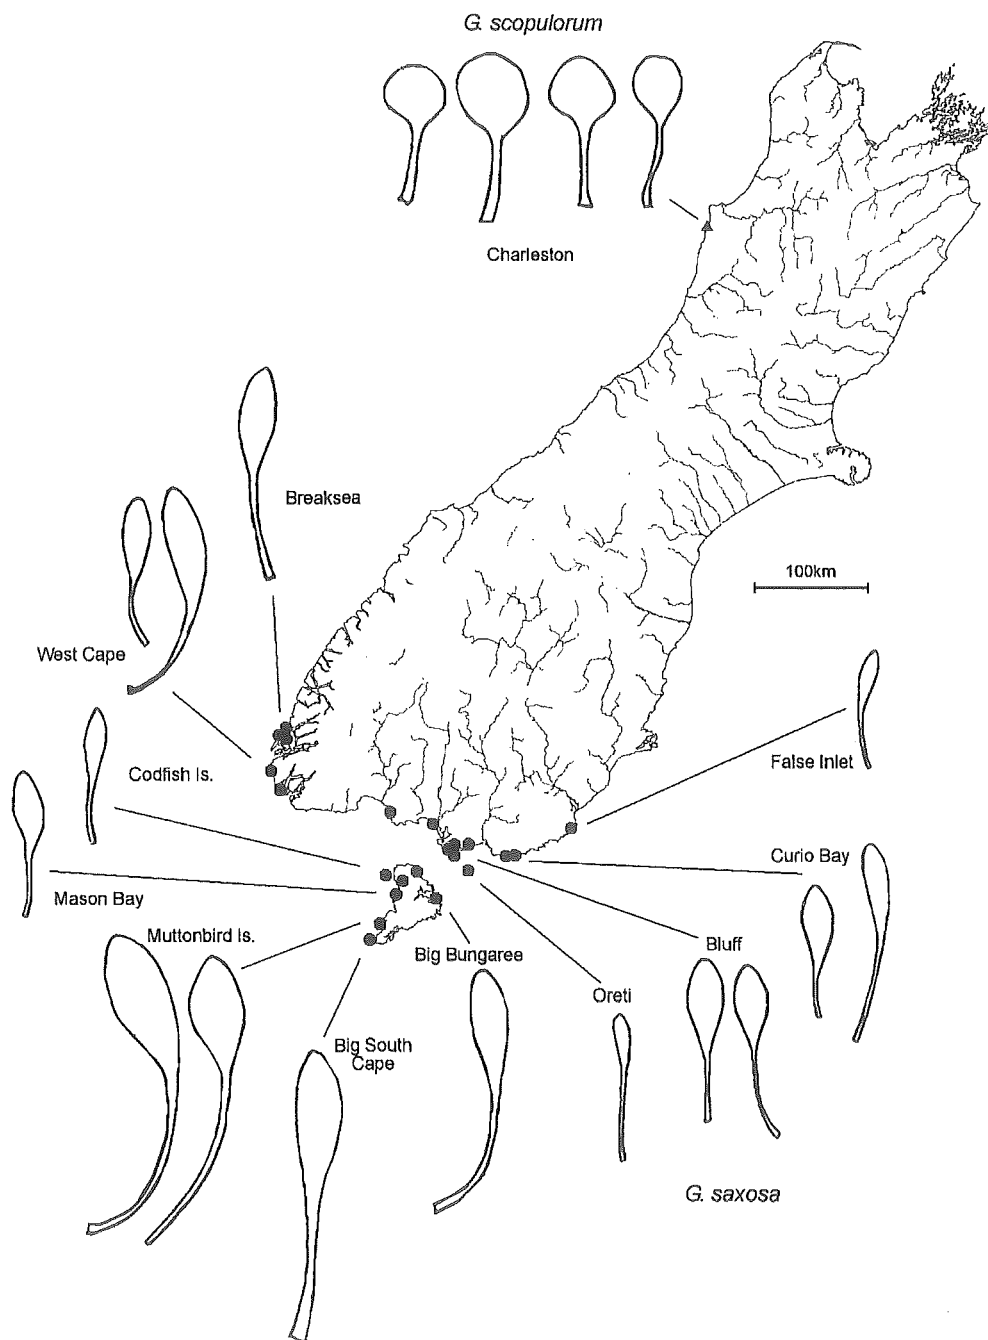 G. scopulorum
Charleston
Breaksea
100km
West Cape
False Inlet
Codfish Is.
Curio Bay
Mason Bay
Muttonbird Is.
Bluff
Big Bungaree
Oreti
Big South
Cape
G. saxosa